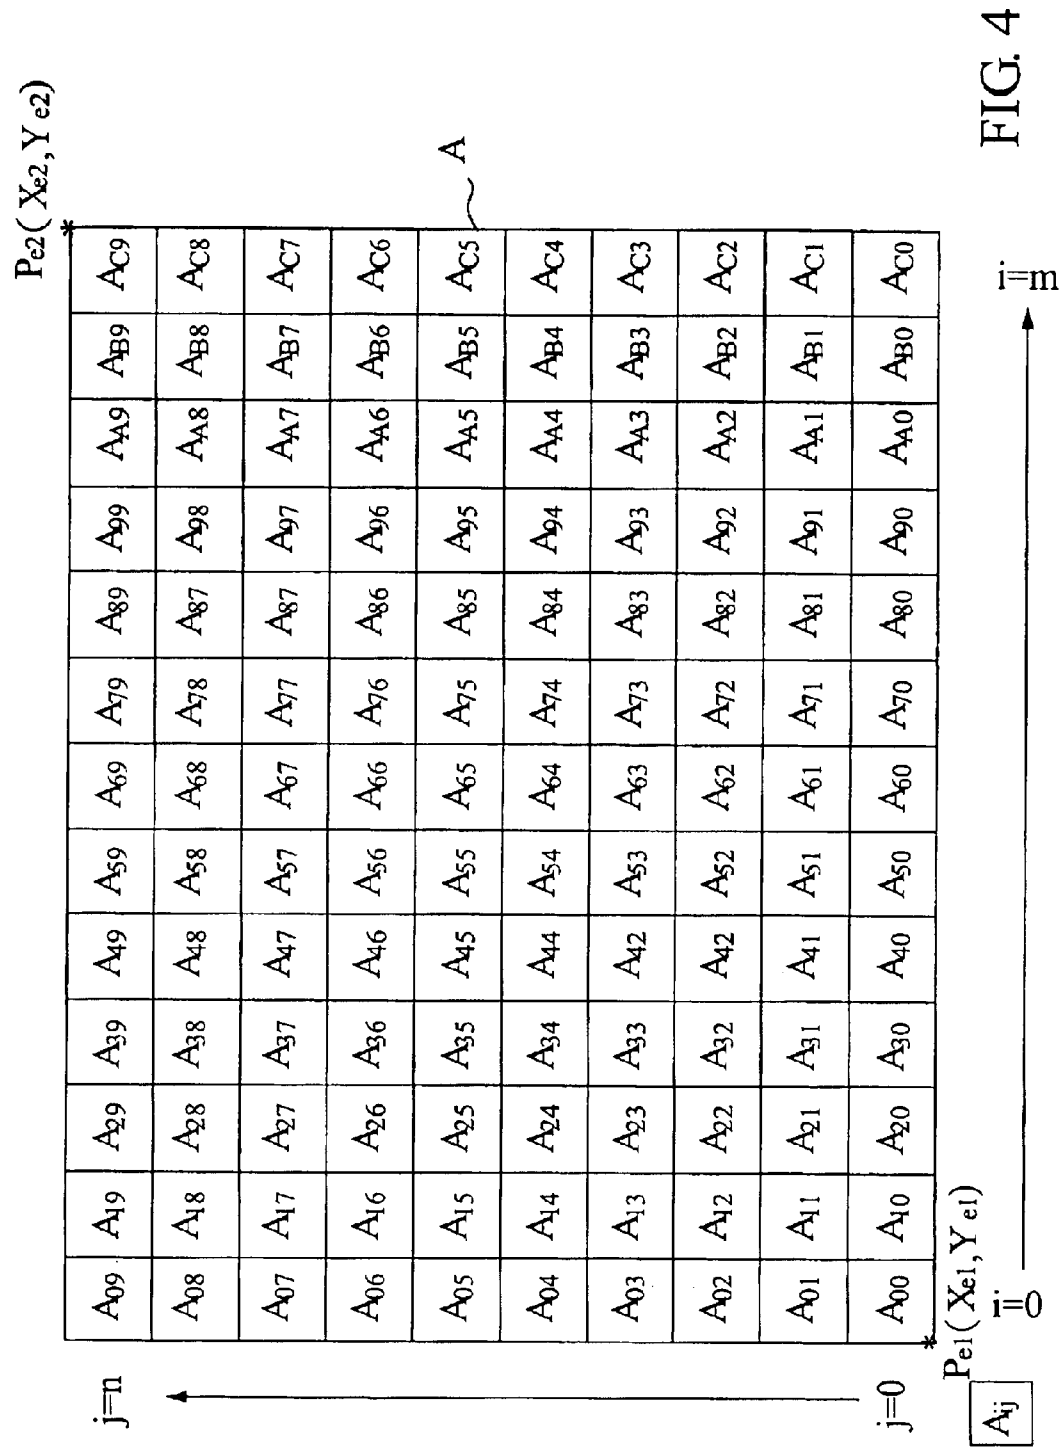 Pe2(Xe2,Ye2)
j=n A09 A19 A29 A39 A49 A59 A69 A79 A89 A99 AA9 AB9 AC9
A08 A18 A28 A38 A48 A58 A68 A78 A87 A98 AA8 AB8 AC8
A07 A17 A27 A37 A47 A57 A67 A77 A87 A97 AA7 AB7 AC7
A06 A16 A26 A36 A46 A56 A66 A76 A86 A96 AA6 AB6 AC6
A05 A15 A25 A35 A45 A55 A65 A75 A85 A95 AA5 AB5 AC5
A
A04 A14 A24 A34 A44 A54 A64 A74 A84 A94 AA4 AB4 AC4
A03 A13 A23 A33 A42 A53 A63 A73 A83 A93 AA3 AB3 AC3
A02 A12 A22 A32 A42 A52 A62 A72 A82 A92 AA2 AB2 AC2
A01 A11 A21 A31 A41 A51 A61 A71 A81 A91 AA1 AB1 AC1
j=0 A00 A10 A20 A30 A40 A50 A60 A70 A80 A90 AA0 AB0 AC0
Pe1(Xe1,Ye1)
Aij
i=0 i=m
FIG. 4